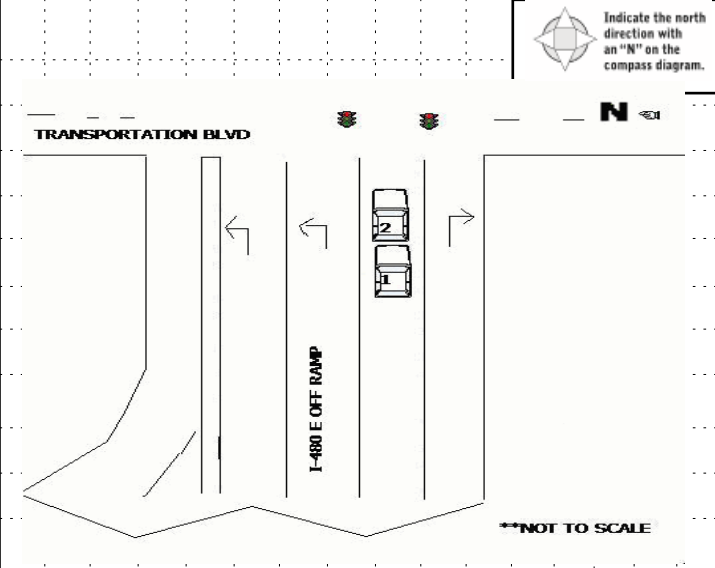 Indicate the north
direction with
an "N" on the
compass diagram.
N
TRANSPORTATION BLVD
2
1
I-480 E OFF RAMP
**NOT TO SCALE